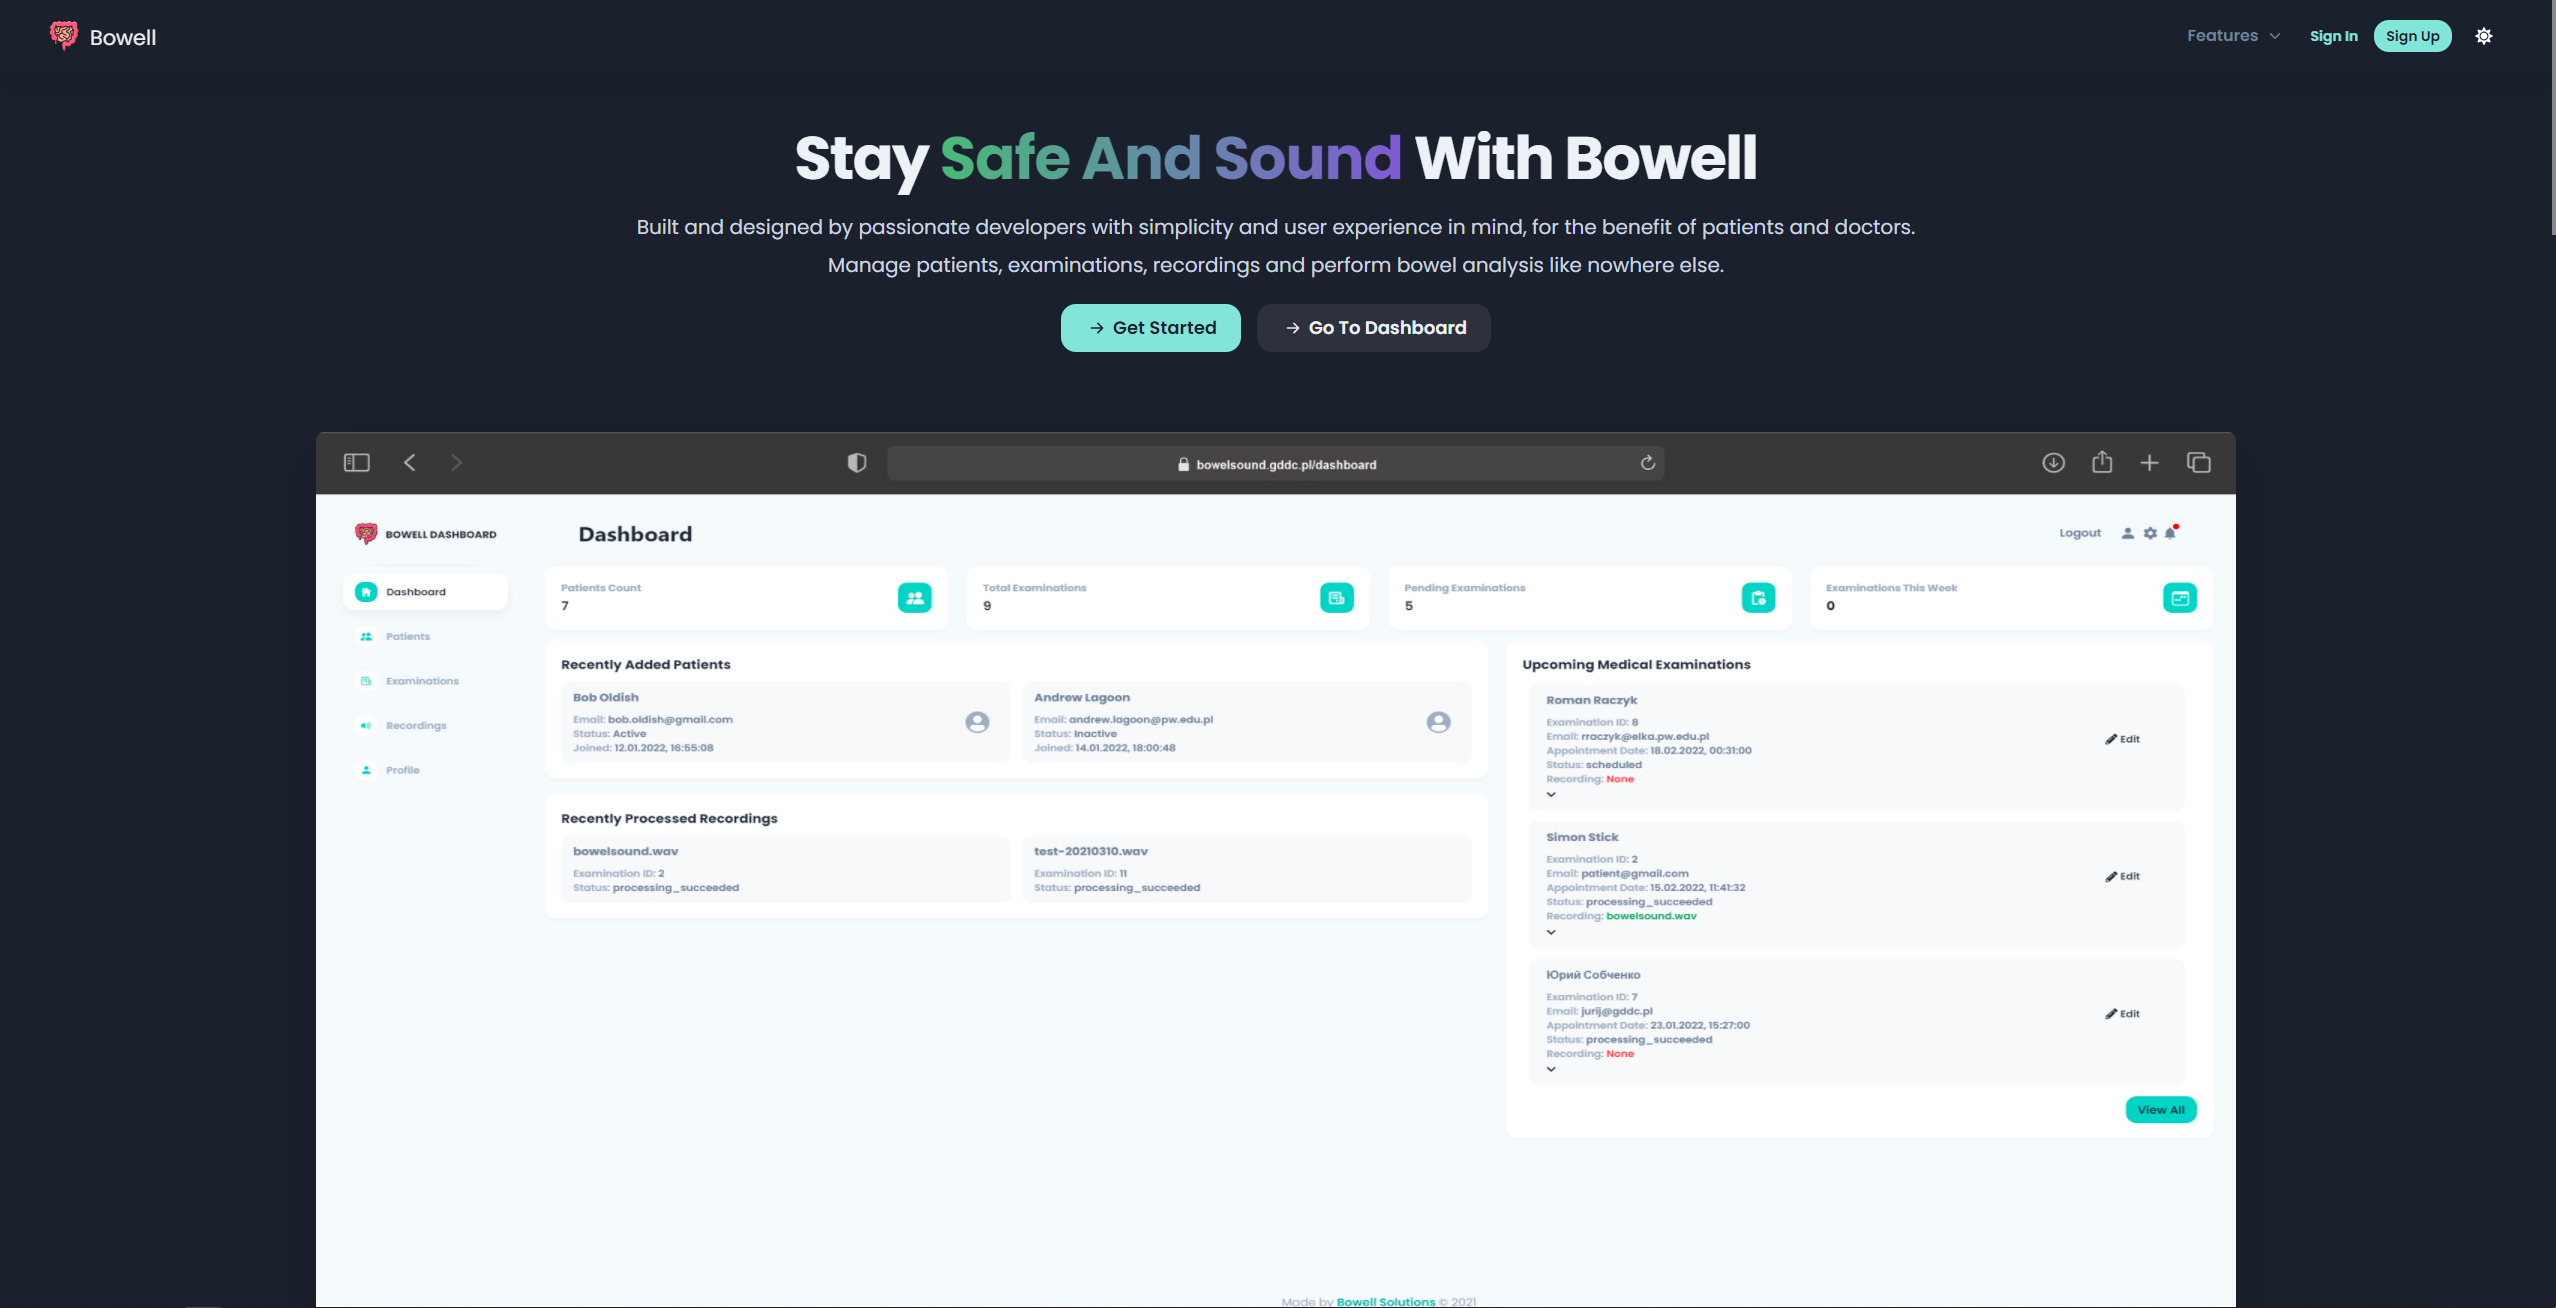 Bowell
Features
Sign In
Sign Up
Stay Safe And Sound With Bowell
Built and designed by passionate developers with simplicity and user experience in mind, for the benefit of patients and doctors.
Manage patients, examinations, recordings and perform bowel analysis like nowhere else.
→ Get Started
→ Go To Dashboard
bowelsound.gddc.pl/dashboard
BOWELL DASHBOARD
Dashboard
Patients
Examinations
Recordings
Profile
Dashboard
Logout
Patients Count
7
Total Examinations
9
Pending Examinations
5
Examinations This Week
0
Recently Added Patients
Bob Oldish
Email: bob.oldish@gmail.com
Status: Active
Joined: 12.01.2022, 16:55:08
Andrew Lagoon
Email: andrew.lagoon@pw.edu.pl
Status: Inactive
Joined: 14.01.2022, 18:00:48
Recently Processed Recordings
bowelsound.wav
Examination ID: 2
Status: processing_succeeded
test-20210310.wav
Examination ID: 11
Status: processing_succeeded
Upcoming Medical Examinations
Roman Raczyk
Examination ID: 8
Email: rraczyk@elka.pw.edu.pl
Appointment Date: 18.02.2022, 00:31:00
Status: scheduled
Recording: None
Edit
Simon Stick
Examination ID: 2
Email: patient@gmail.com
Appointment Date: 15.02.2022, 11:41:32
Status: processing_succeeded
Recording: bowelsound.wav
Edit
Юрий Собченко
Examination ID: 7
Email: jurij@gddc.pl
Appointment Date: 23.01.2022, 15:27:00
Status: processing_succeeded
Recording: None
Edit
View All
Made by Bowell Solutions © 2021